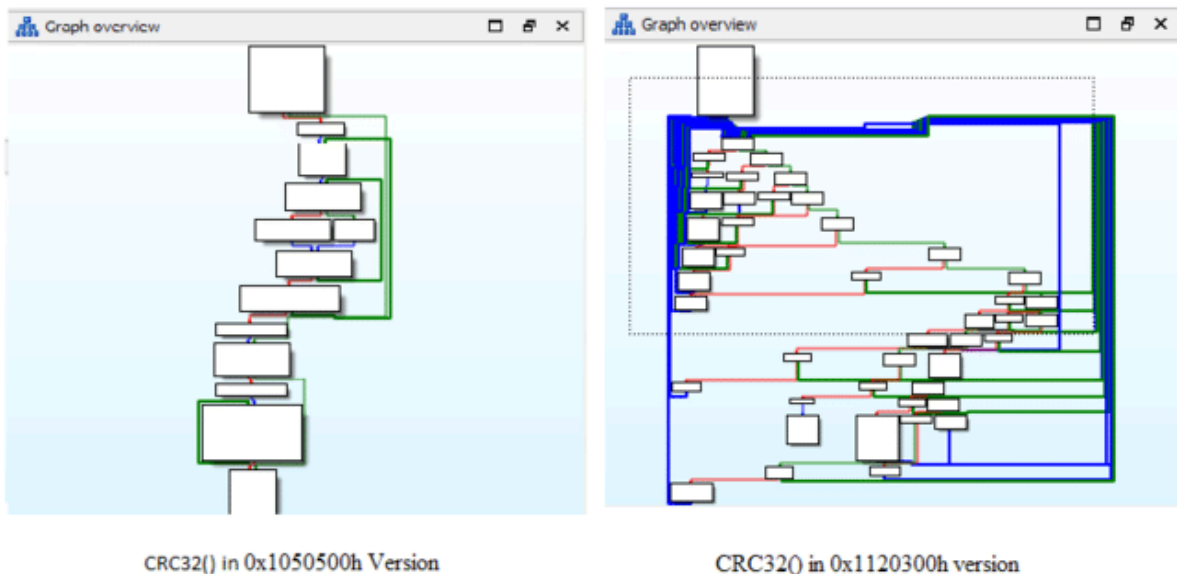 Graph overview
Graph overview
CRC32() in 0x1050500h Version
CRC32() in 0x1120300h version